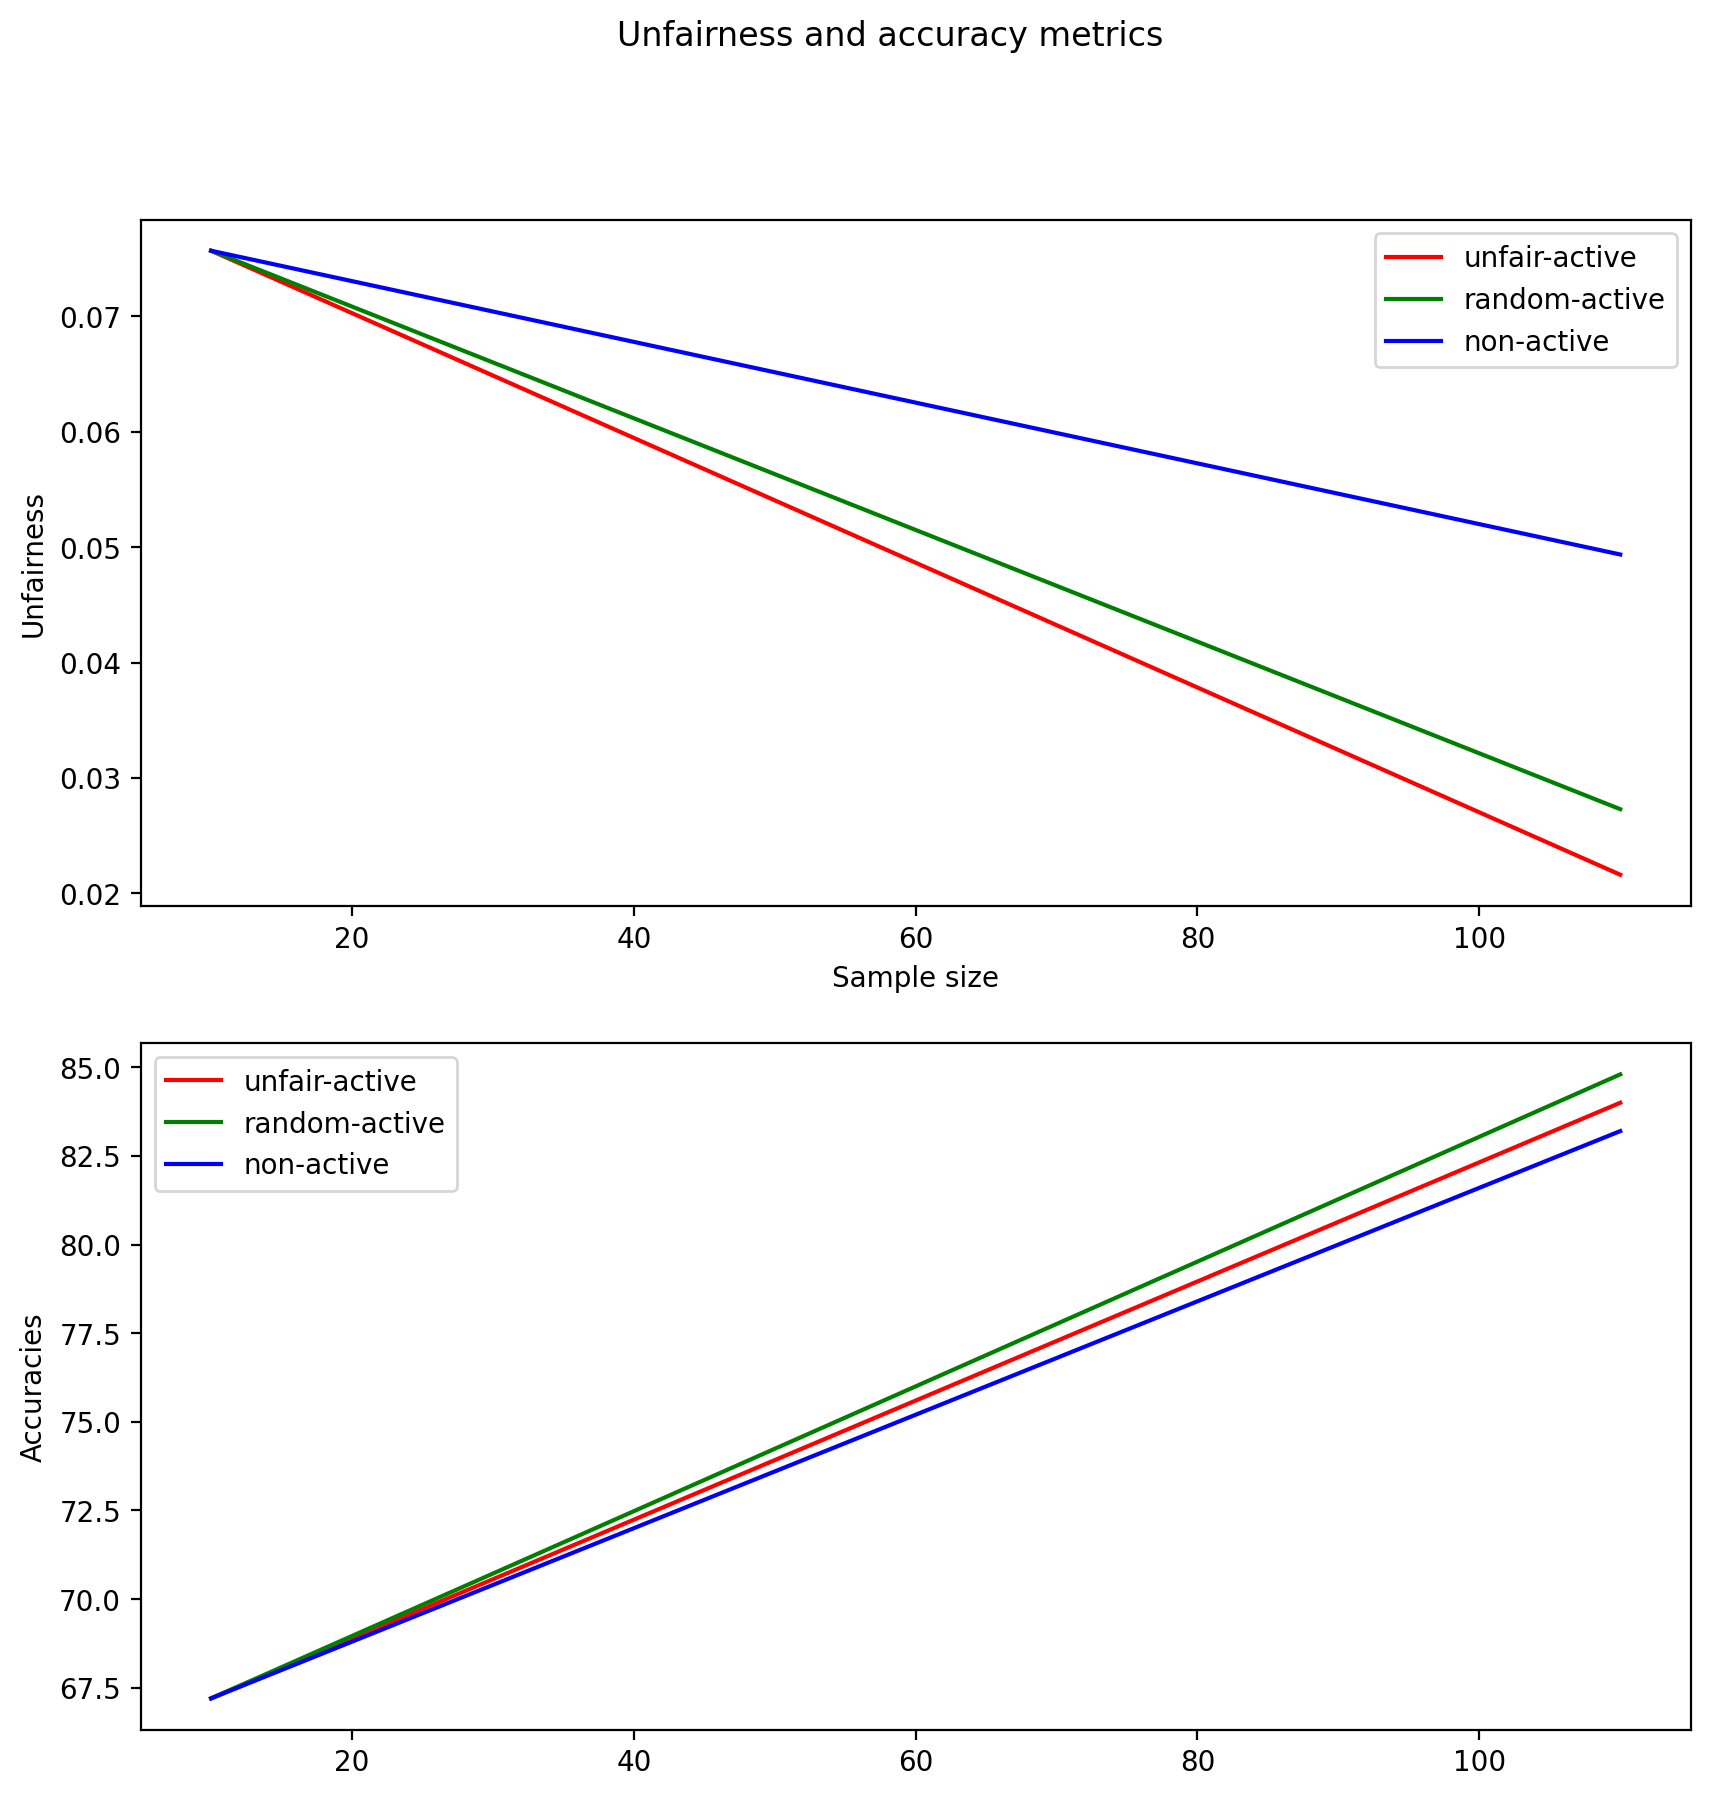 Unfairness and accuracy metrics
unfair-active
random-active
non-active
0.07
0.06
0.05
0.04
0.03
0.02
Unfairness
20 40 60 80 100
Sample size
unfair-active
random-active
non-active
85.0
82.5
80.0
77.5
75.0
72.5
70.0
67.5
Accuracies
20 40 60 80 100